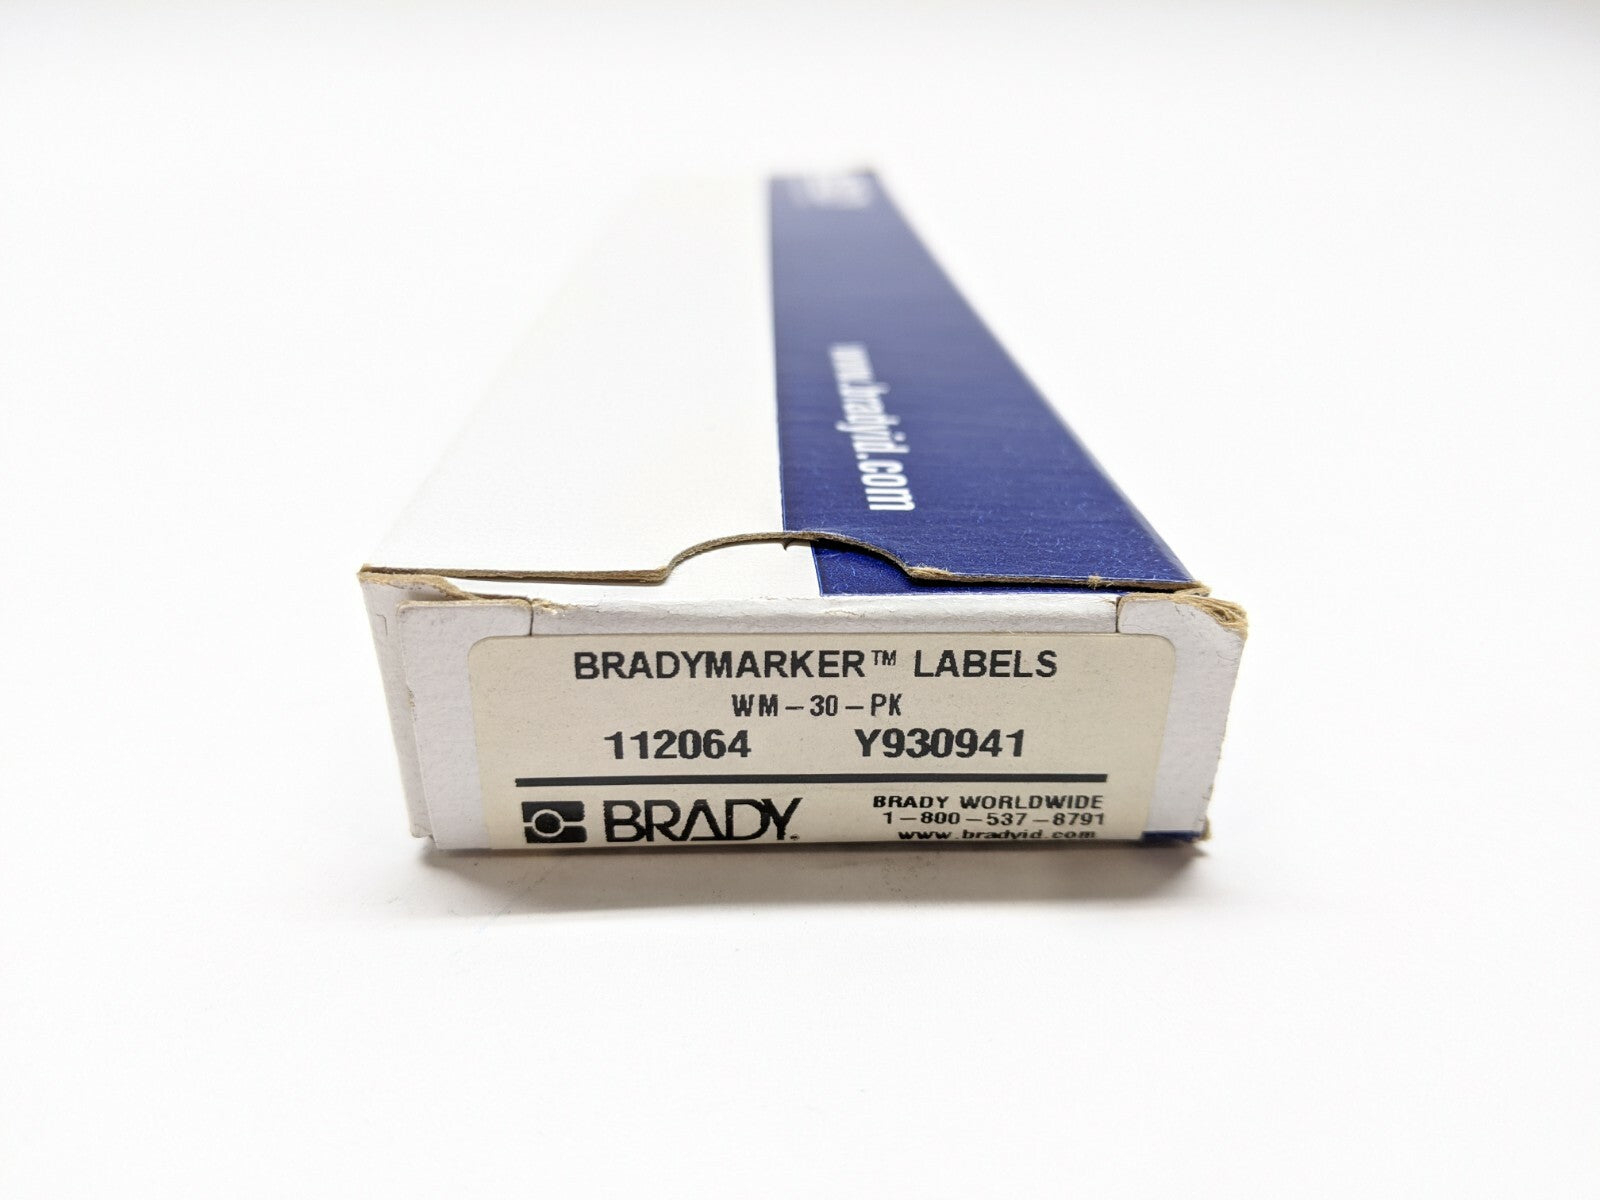 www.bradyid.com
BRADYMARKER™ LABELS
WM-30-PK
112064 Y930941
BRADY
BRADY WORLDWIDE
1-800-537-8791
www.bradyid.com